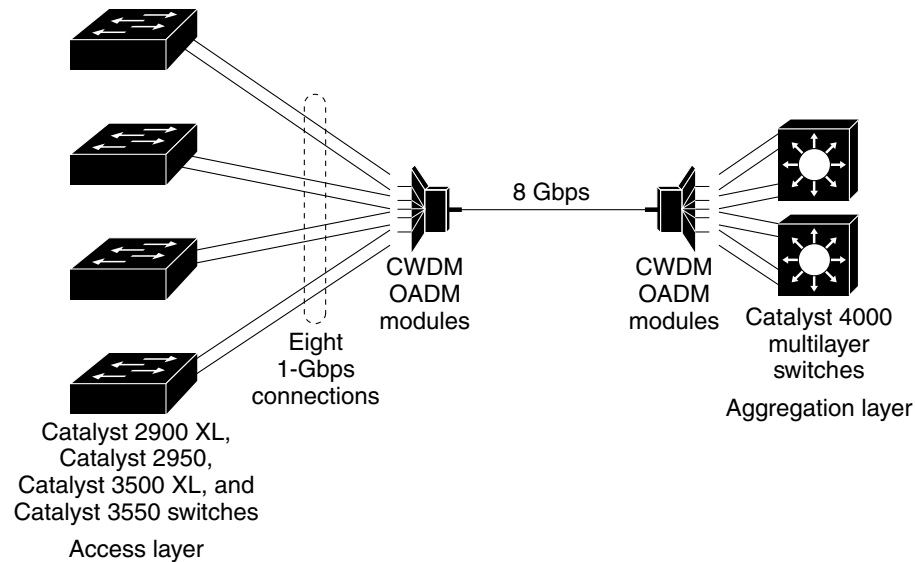 8 Gbps
CWDM
OADM
modules
CWDM
OADM
modules
Eight
1-Gbps
connections
Catalyst 4000
multilayer
switches
Aggregation layer
Catalyst 2900 XL,
Catalyst 2950,
Catalyst 3500 XL, and
Catalyst 3550 switches
Access layer